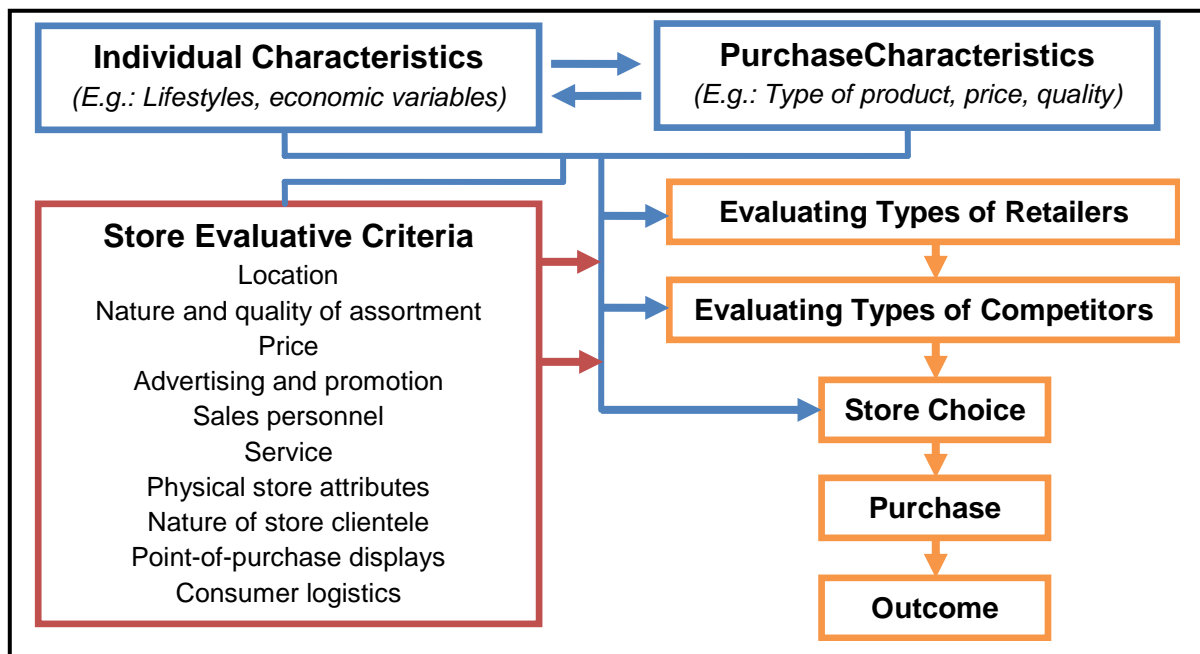 Individual Characteristics
(E.g.: Lifestyles, economic variables)
PurchaseCharacteristics
(E.g.: Type of product, price, quality)
Store Evaluative Criteria
Location
Nature and quality of assortment
Price
Advertising and promotion
Sales personnel
Service
Physical store attributes
Nature of store clientele
Point-of-purchase displays
Consumer logistics
Evaluating Types of Retailers
Evaluating Types of Competitors
Store Choice
Purchase
Outcome